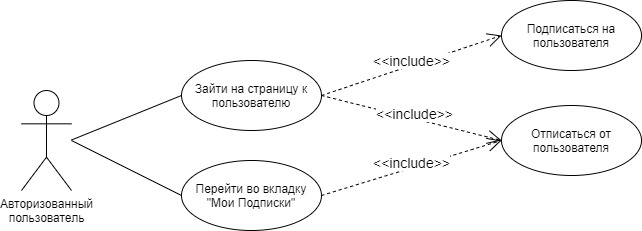 Подписаться на
пользователя
<<include>>
Зайти на страницу к
пользователю
<<include>>
Отписаться от
пользователя
<<include>>
Перейти во вкладку
"Мои Подписки"
Авторизованный
пользователь